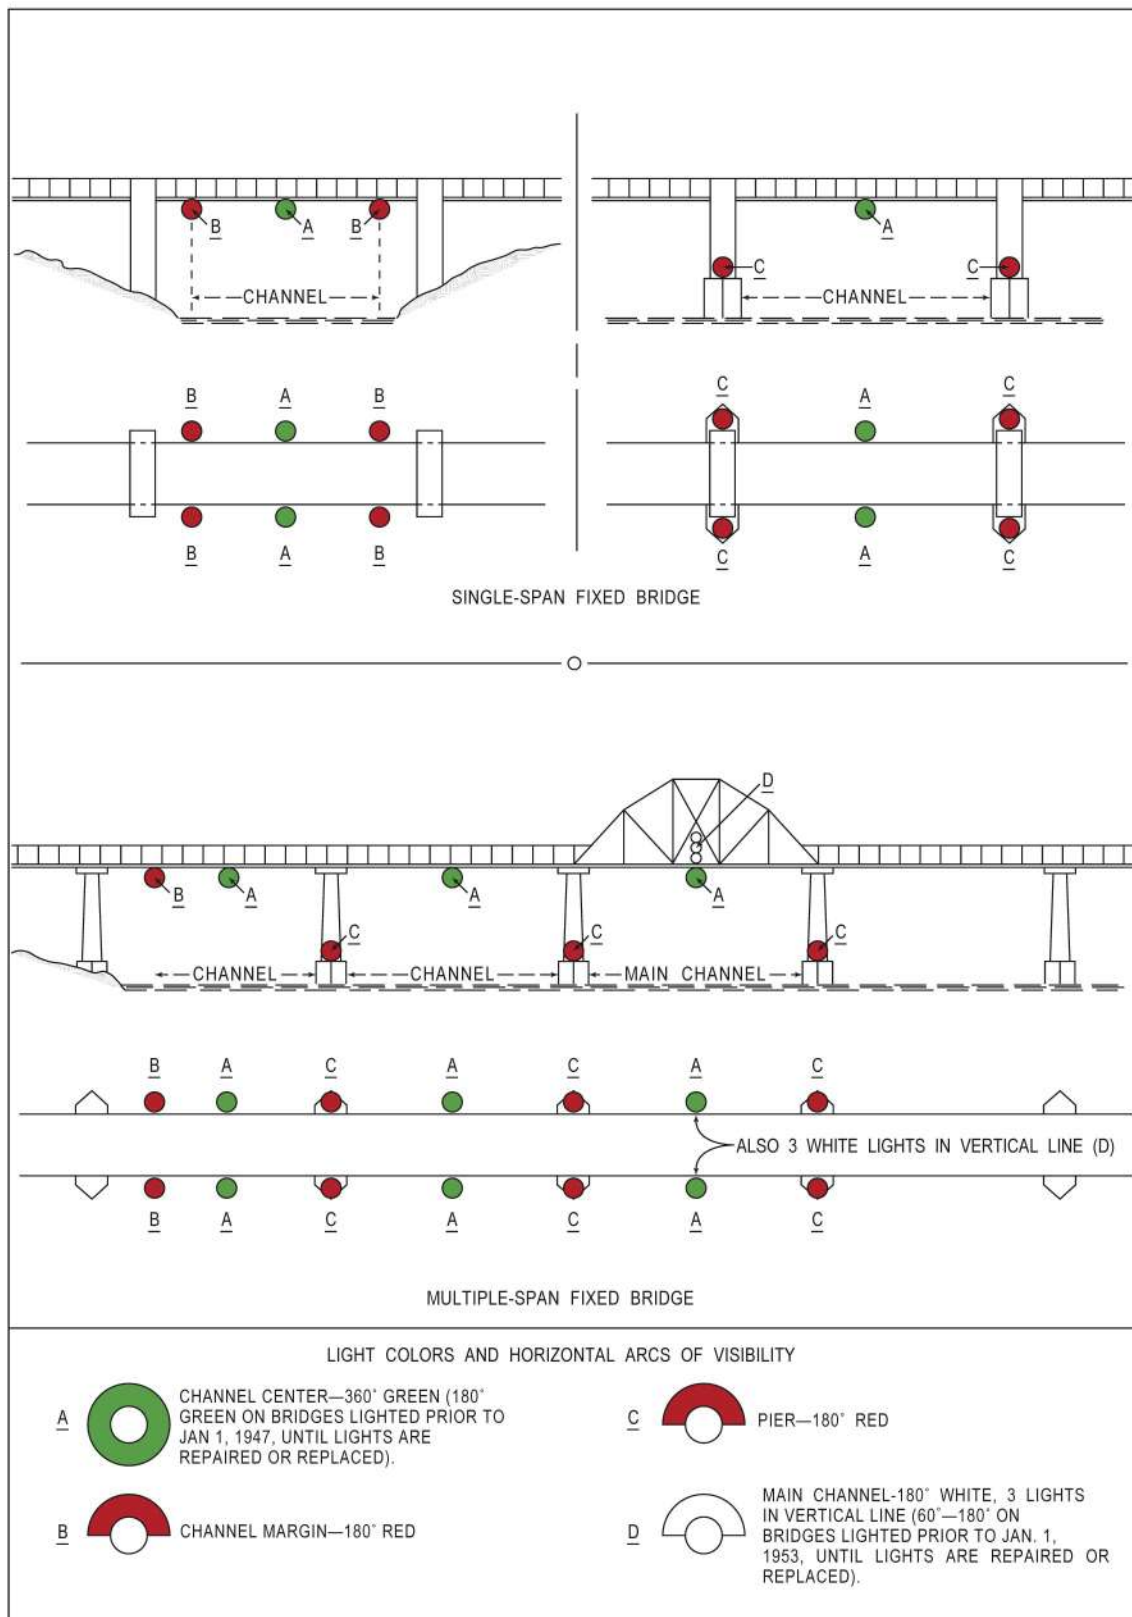 B A B
A
C C
CHANNEL
CHANNEL
B A B
C A C
B A B
C A C
SINGLE-SPAN FIXED BRIDGE
D
B A A A
C C C
CHANNEL CHANNEL MAIN CHANNEL
B A C A C A C
ALSO 3 WHITE LIGHTS IN VERTICAL LINE (D)
B A C A C A C
MULTIPLE-SPAN FIXED BRIDGE
LIGHT COLORS AND HORIZONTAL ARCS OF VISIBILITY
A
CHANNEL CENTER—360° GREEN (180°
GREEN ON BRIDGES LIGHTED PRIOR TO
JAN 1, 1947, UNTIL LIGHTS ARE
REPAIRED OR REPLACED).
B
CHANNEL MARGIN—180° RED
C
PIER—180° RED
D
MAIN CHANNEL-180° WHITE, 3 LIGHTS
IN VERTICAL LINE (60°—180° ON
BRIDGES LIGHTED PRIOR TO JAN. 1,
1953, UNTIL LIGHTS ARE REPAIRED OR
REPLACED).